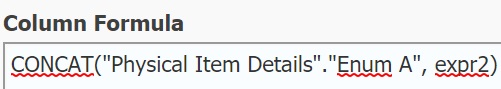 Column Formula
CONCAT("Physical Item Details"."Enum A", expr2)